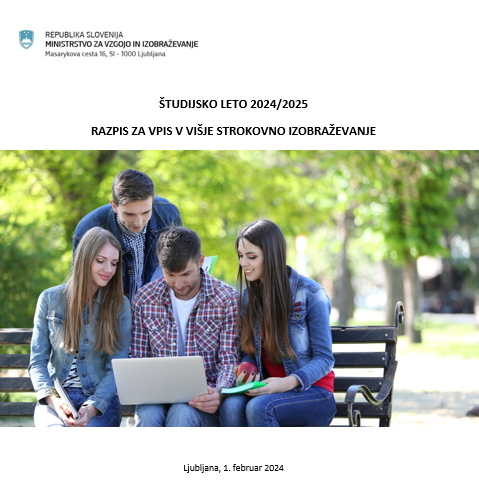 REPUBLIKA SLOVENIJA
MINISTRSTVO ZA VZGOJO IN IZOBRAŽEVANJE
Masarykova cesta 16, SI - 1000 Ljubljana
ŠTUDIJSKO LETO 2024/2025
RAZPIS ZA VPIS V VIŠJE STROKOVNO IZOBRAŽEVANJE
Ljubljana, 1. februar 2024